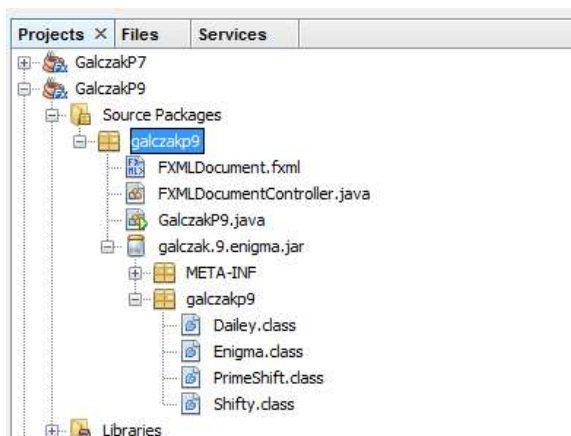 Projects × Files Services
GalczakP7
GalczakP9
Source Packages
galczakp9
FXMLDocument.fxml
FXMLDocumentController.java
GalczakP9.java
galczak.9.enigma.jar
META-INF
galczakp9
Dailey.class
Enigma.class
PrimeShift.class
Shifty.class
Libraries